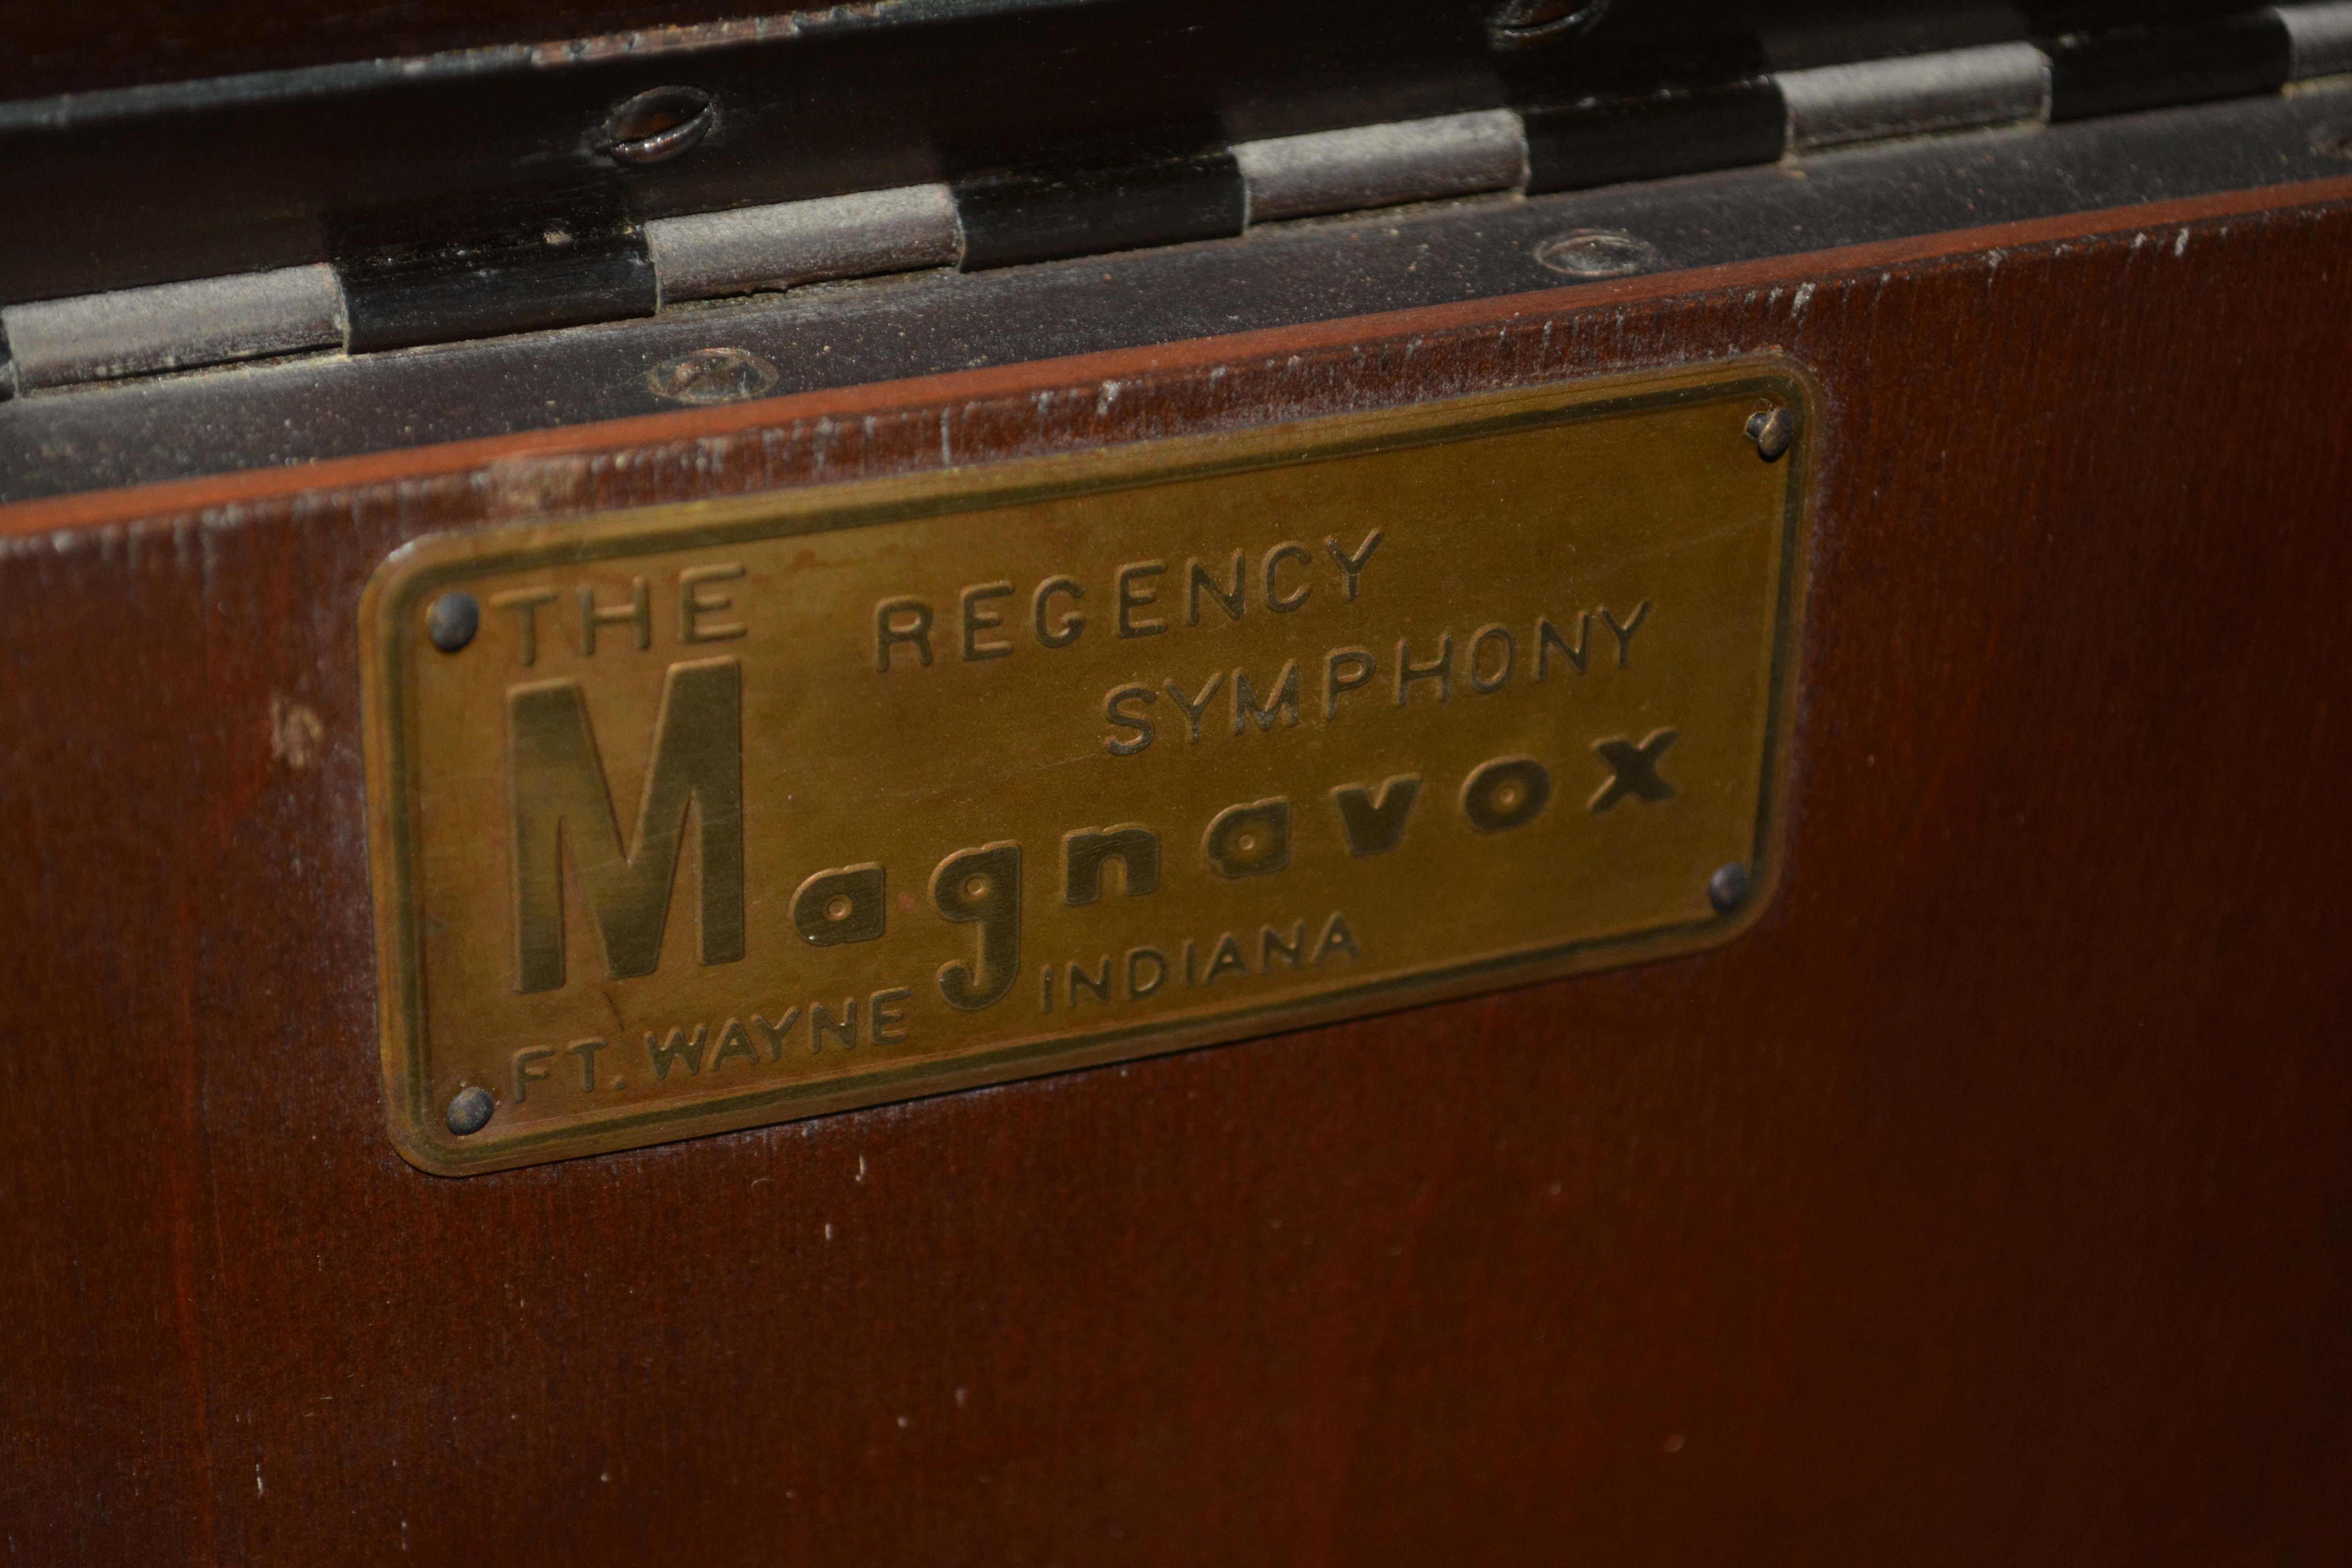 THE REGENCY
SYMPHONY
Magnavox
FT. WAYNE INDIANA